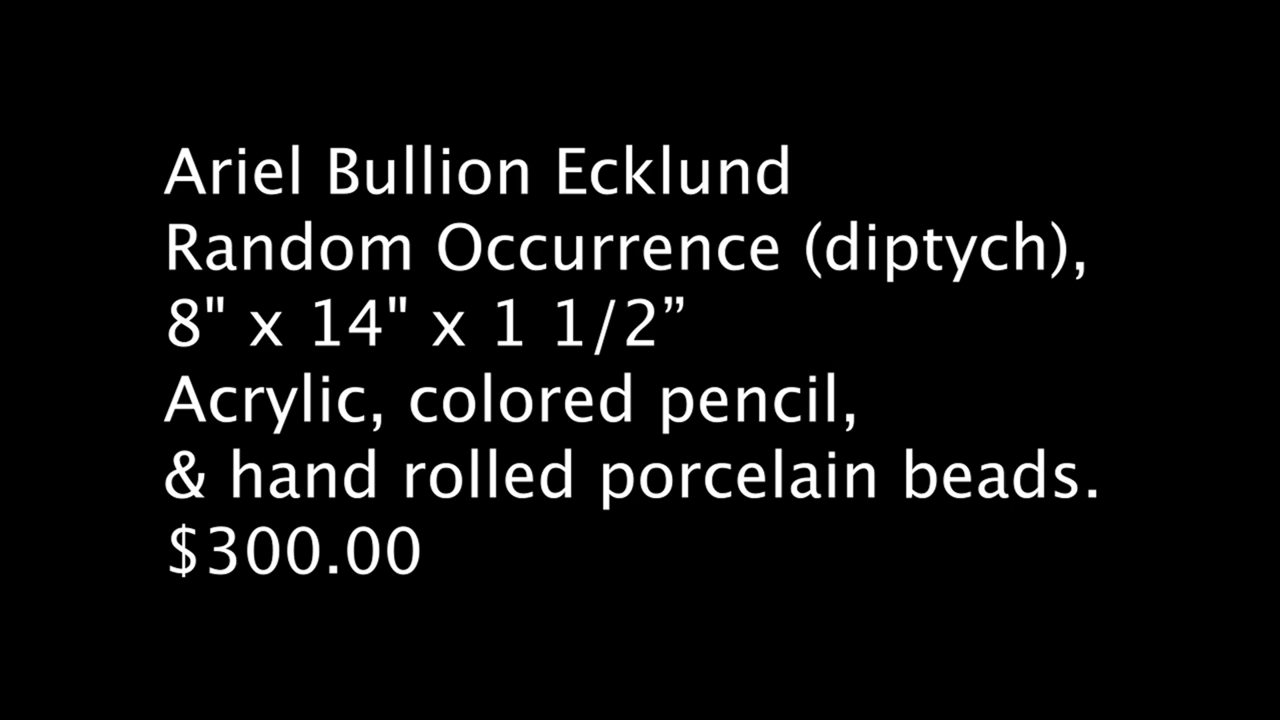 Ariel Bullion Ecklund
Random Occurrence (diptych),
8" x 14" x 1 1/2”
Acrylic, colored pencil,
& hand rolled porcelain beads.
$300.00